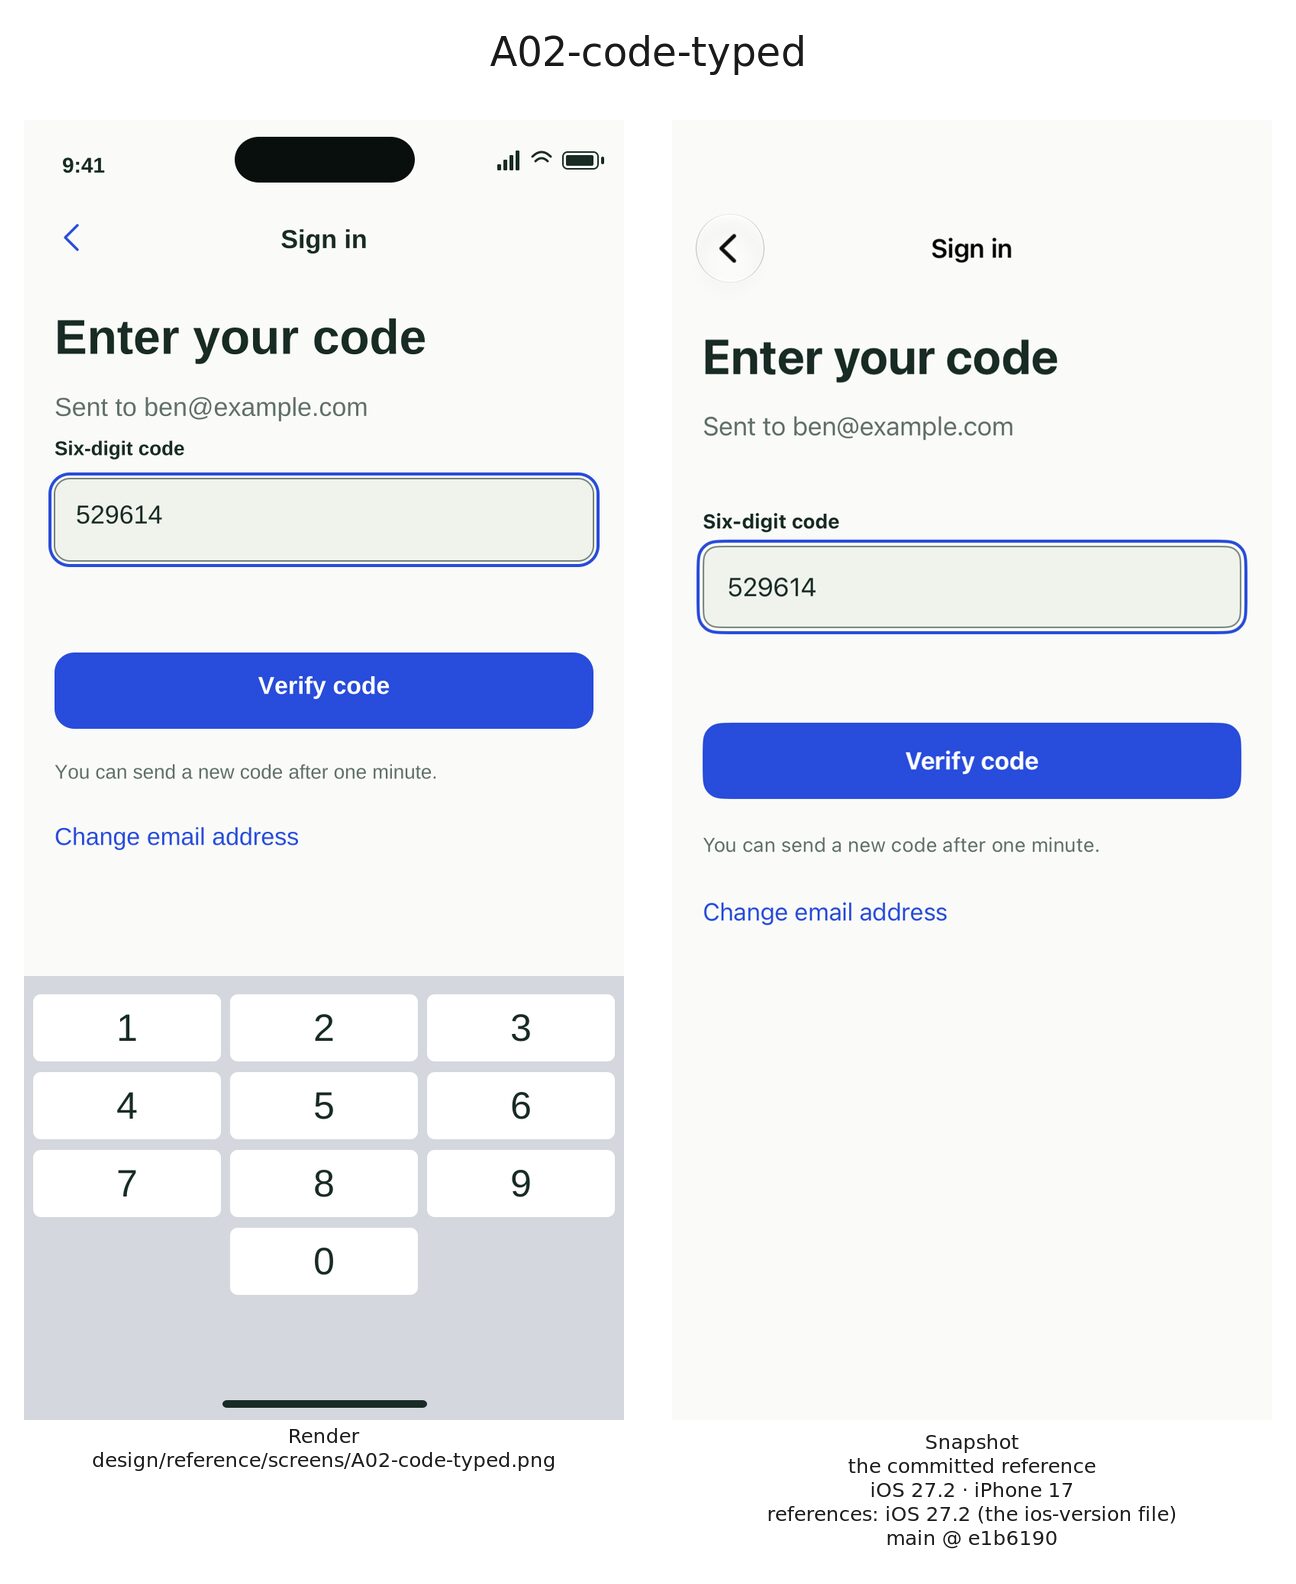 A02-code-typed
9:41
Sign in
Enter your code
Sent to ben@example.com
Six-digit code
529614
Verify code
You can send a new code after one minute.
Change email address
1 2 3
4 5 6
7 8 9
0
Render
design/reference/screens/A02-code-typed.png
Sign in
Enter your code
Sent to ben@example.com
Six-digit code
529614
Verify code
You can send a new code after one minute.
Change email address
Snapshot
the committed reference
iOS 27.2 · iPhone 17
references: iOS 27.2 (the ios-version file)
main @ e1b6190